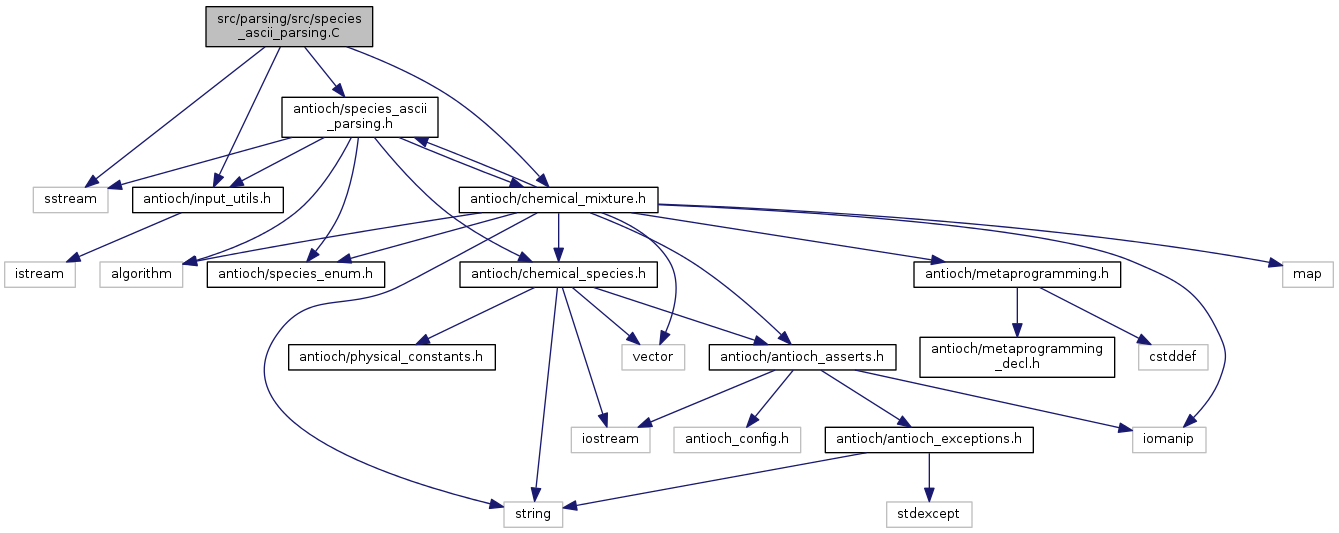 src/parsing/src/species
_ascii_parsing.C
antioch/species_ascii
_parsing.h
sstream
antioch/input_utils.h
antioch/chemical_mixture.h
istream
algorithm
antioch/species_enum.h
antioch/chemical_species.h
antioch/metaprogramming.h
map
antioch/physical_constants.h
vector
antioch/antioch_asserts.h
antioch/metaprogramming
_decl.h
cstddef
iostream
antioch_config.h
antioch/antioch_exceptions.h
iomanip
string
stdexcept